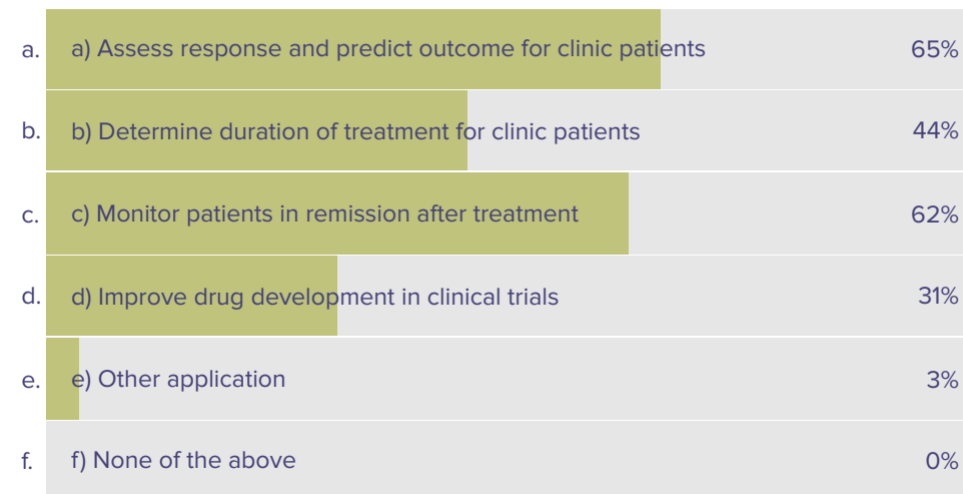 a. a) Assess response and predict outcome for clinic patients 65%
b. b) Determine duration of treatment for clinic patients 44%
c. c) Monitor patients in remission after treatment 62%
d. d) Improve drug development in clinical trials 31%
e. e) Other application 3%
f. f) None of the above 0%